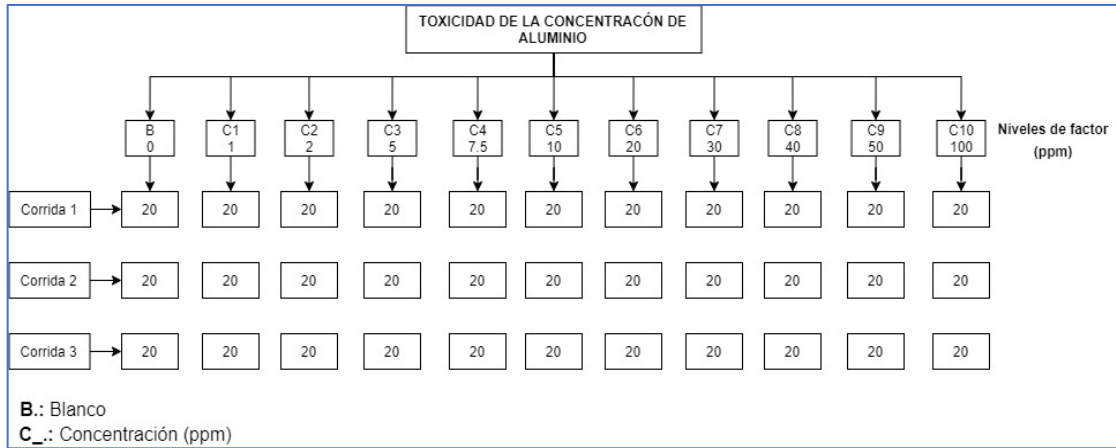 TOXICIDAD DE LA CONCENTRACÓN DE
ALUMINIO
B C1 C2 C3 C4 C5 C6 C7 C8 C9 C10 Niveles de factor
0 1 2 5 7.5 10 20 30 40 50 100 (ppm)
Corrida 1 20 20 20 20 20 20 20 20 20 20 20
Corrida 2 20 20 20 20 20 20 20 20 20 20 20
Corrida 3 20 20 20 20 20 20 20 20 20 20 20
B.: Blanco
C_.: Concentración (ppm)